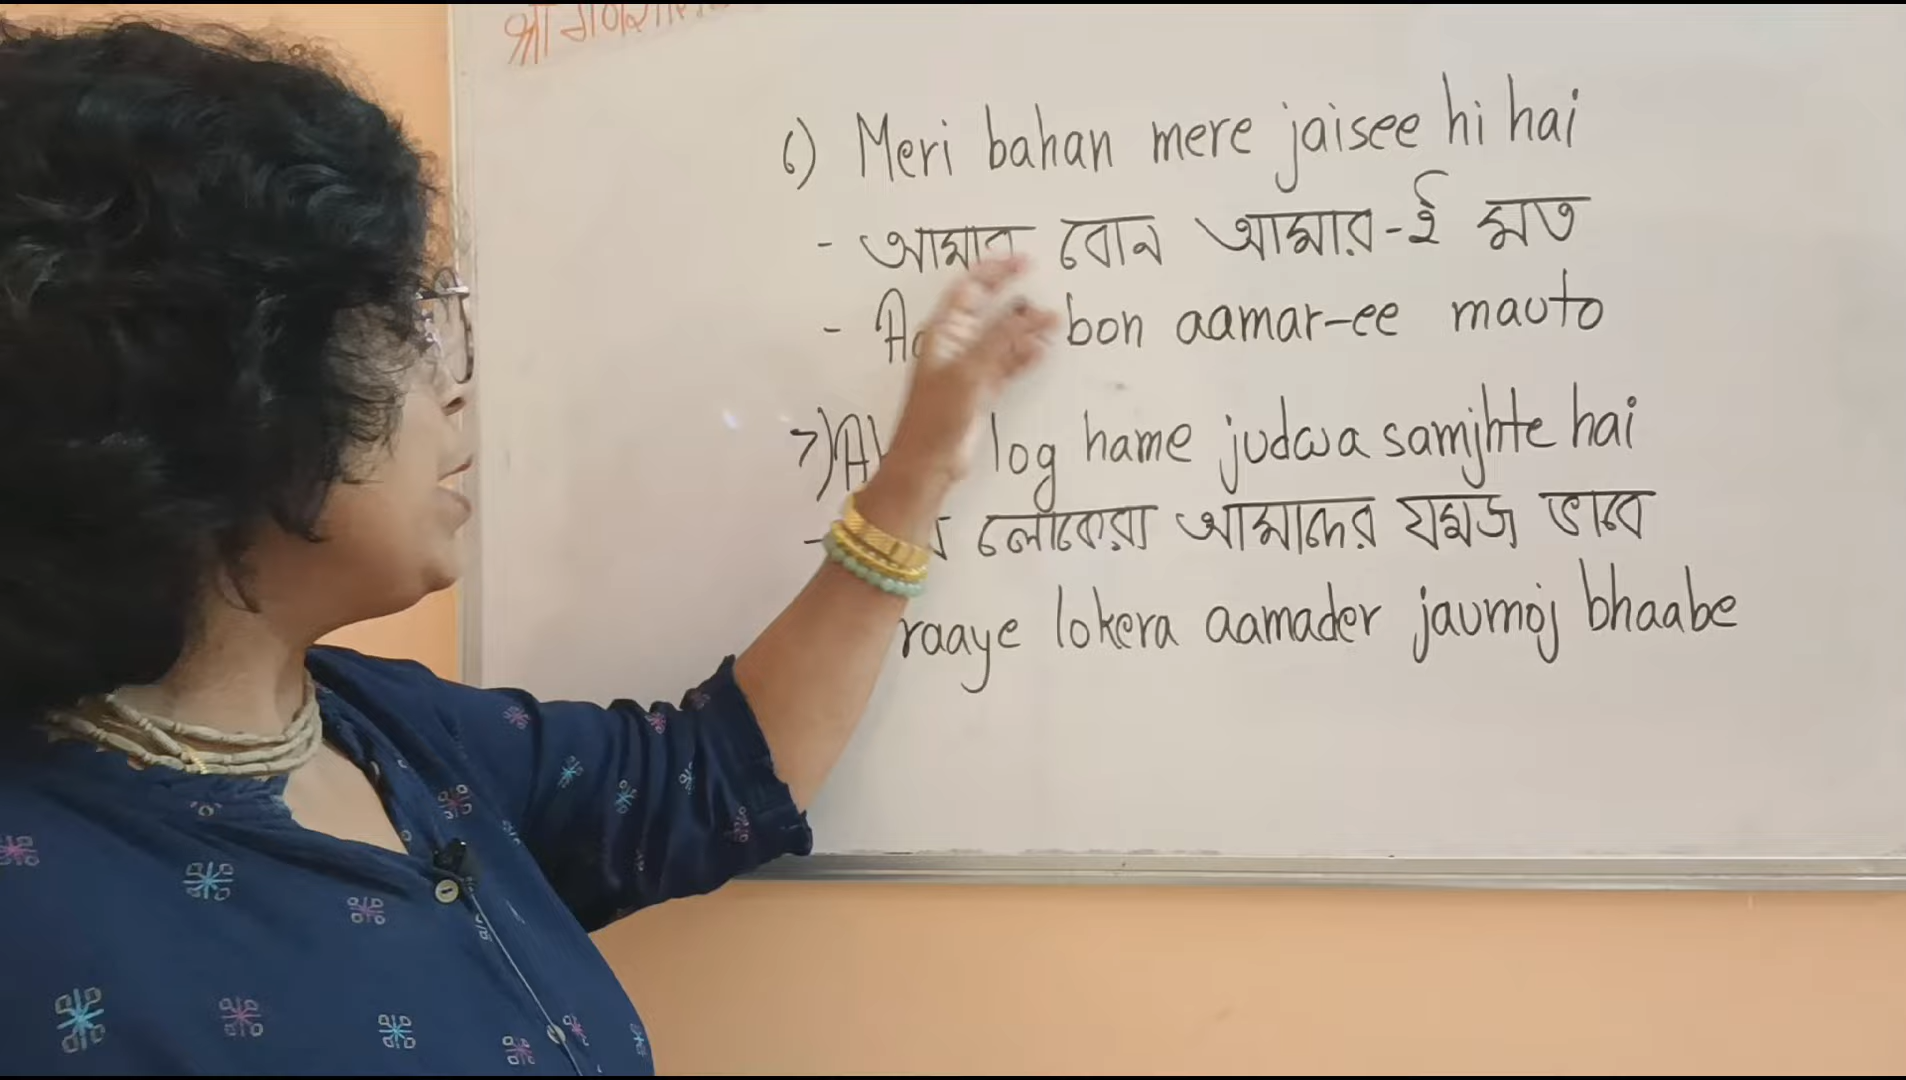 6) Meri bahan mere jaisee hi hai
- আমার বোন আমার-ই মত
- bon aamar-ee mauto
7) log hame judwa samjhte hai
- লোকেরা আমাদের যমজ ভাবে
raaye lokera aamader jaumoj bhaabe